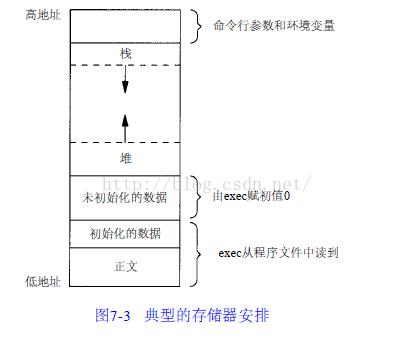 高地址
命令行参数和环境变量
栈
堆
http://blog.csdn.net/
未初始化的数据
由exec赋初值0
初始化的数据
exec从程序文件中读到
正文
低地址
图7-3 典型的存储器安排